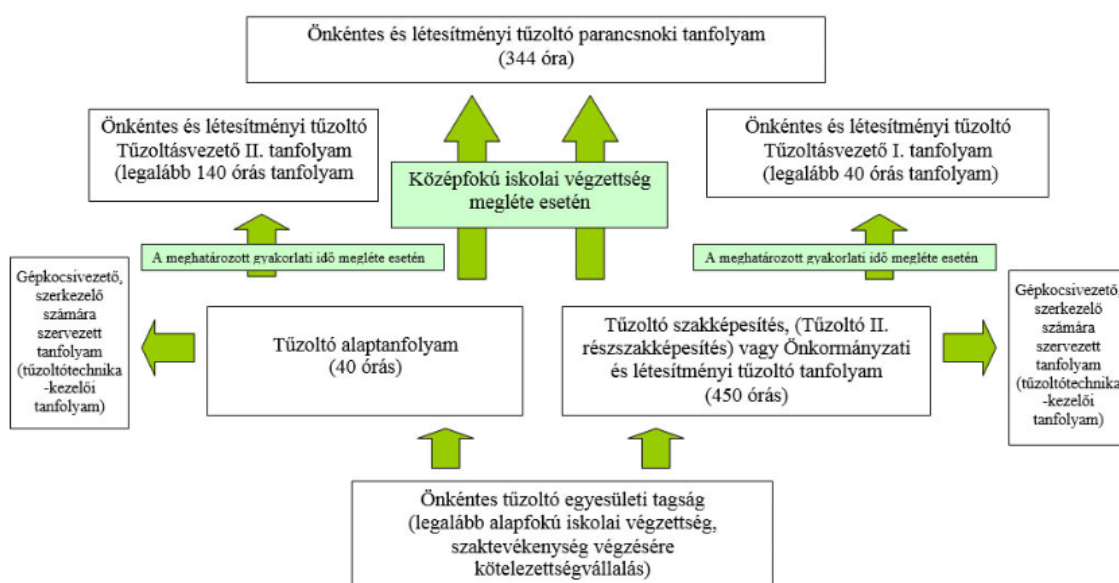 Önkéntes és létesítményi tűzoltó parancsnoki tanfolyam
(344 óra)
Önkéntes és létesítményi tűzoltó
Tűzoltásvezető II. tanfolyam
(legalább 140 órás tanfolyam
Önkéntes és létesítményi tűzoltó
Tűzoltásvezető I. tanfolyam
(legalább 40 órás tanfolyam)
Középfokú iskolai végzettség
megléte esetén
A meghatározott gyakorlati idő megléte esetén
A meghatározott gyakorlati idő megléte esetén
Gépkocsivezető,
szerkezelő
számára
szervezett
tanfolyam
(tűzoltótechnika
-kezelői
tanfolyam)
Tűzoltó alaptanfolyam
(40 órás)
Tűzoltó szakképesítés, (Tűzoltó II.
részszakképesítés) vagy Önkormányzati
és létesítményi tűzoltó tanfolyam
(450 órás)
Gépkocsivezető,
szerkezelő
számára
szervezett
tanfolyam
(tűzoltótechnika
-kezelői
tanfolyam)
Önkéntes tűzoltó egyesületi tagság
(legalább alapfokú iskolai végzettség,
szaktevékenység végzésére
kötelezettségvállalás)